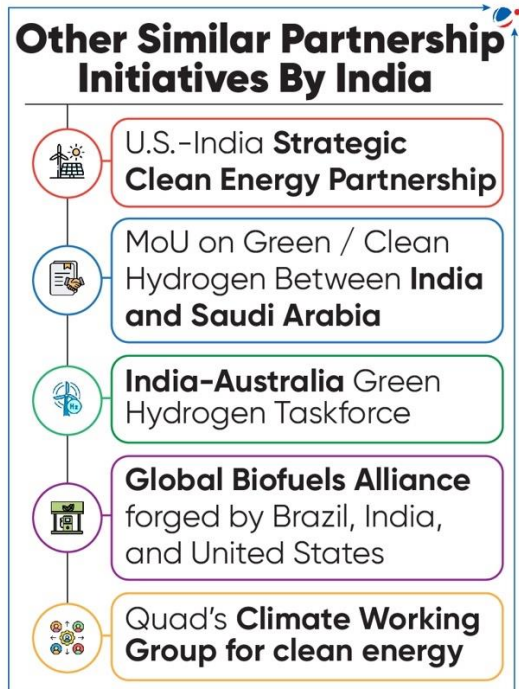 Other Similar Partnership
Initiatives By India
U.S.-India Strategic
Clean Energy Partnership
MoU on Green / Clean
Hydrogen Between India
and Saudi Arabia
India-Australia Green
Hydrogen Taskforce
H₂
Global Biofuels Alliance
forged by Brazil, India,
and United States
Quad's Climate Working
Group for clean energy